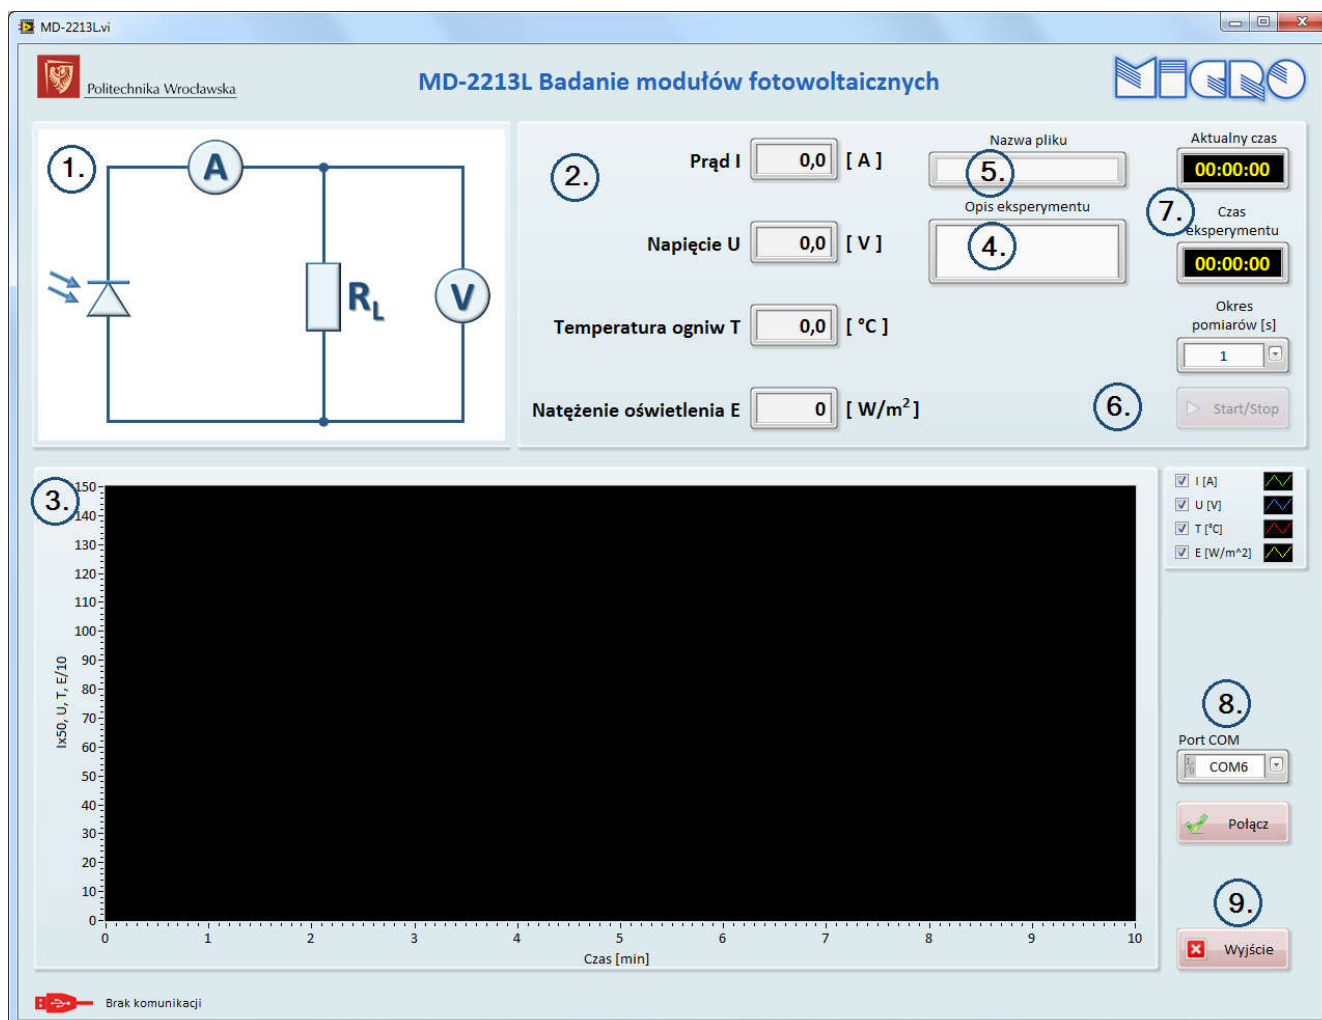 MD-2213L.vi
Politechnika Wrocławska
MD-2213L Badanie modułów fotowoltaicznych
MIGRO
1.
A
R_L
V
2.
Prąd I 0,0 [ A ]
Napięcie U 0,0 [ V ]
Temperatura ogniw T 0,0 [ °C ]
Natężenie oświetlenia E 0 [ W/m² ]
Nazwa pliku
5.
Opis eksperymentu
4.
Aktualny czas
00:00:00
7.
Czas
eksperymentu
00:00:00
Okres
pomiarów [s]
1
6.
Start/Stop
3.
150
140
130
120
110
100
90
80
70
60
50
40
30
20
10
0
Ix50, U, T, E/10
0 1 2 3 4 5 6 7 8 9 10
Czas [min]
I [A]
U [V]
T [°C]
E [W/m^2]
8.
Port COM
I/O COM6
Połącz
9.
Wyjście
Brak komunikacji